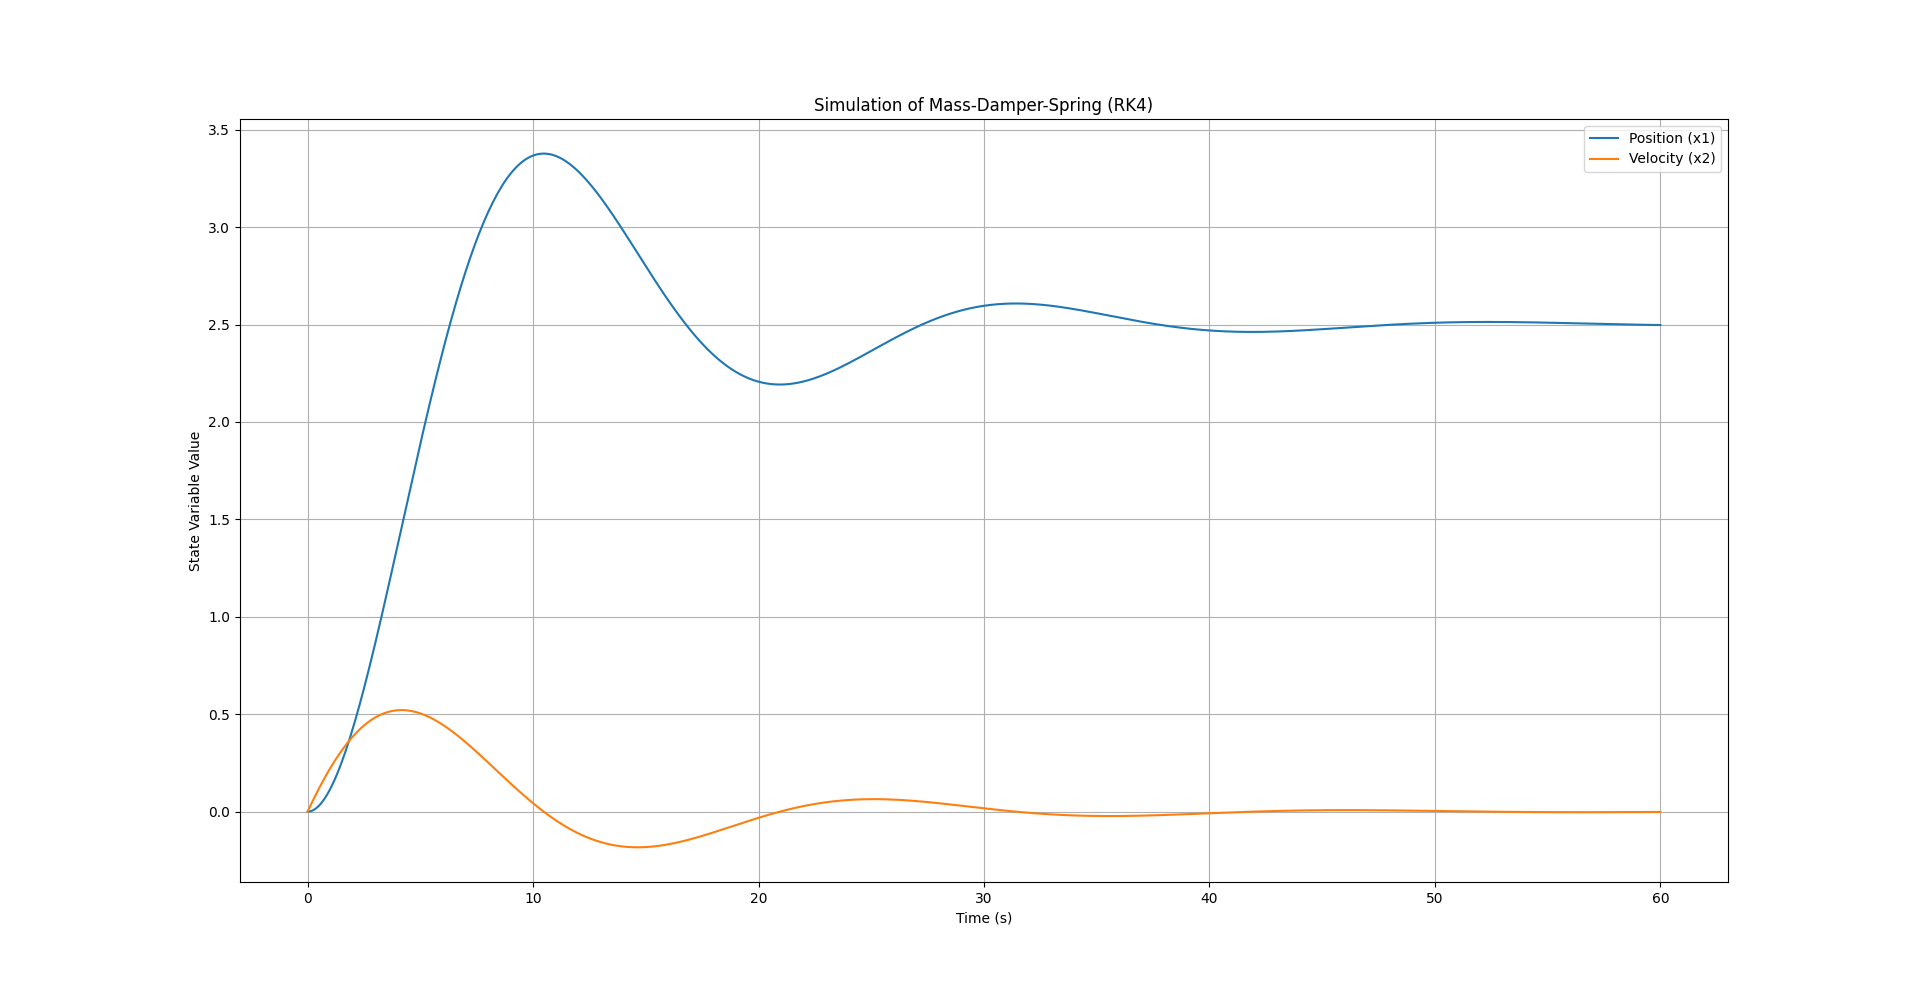 Simulation of Mass-Damper-Spring (RK4)
Position (x1)
Velocity (x2)
State Variable Value
3.5
3.0
2.5
2.0
1.5
1.0
0.5
0.0
0 10 20 30 40 50 60
Time (s)